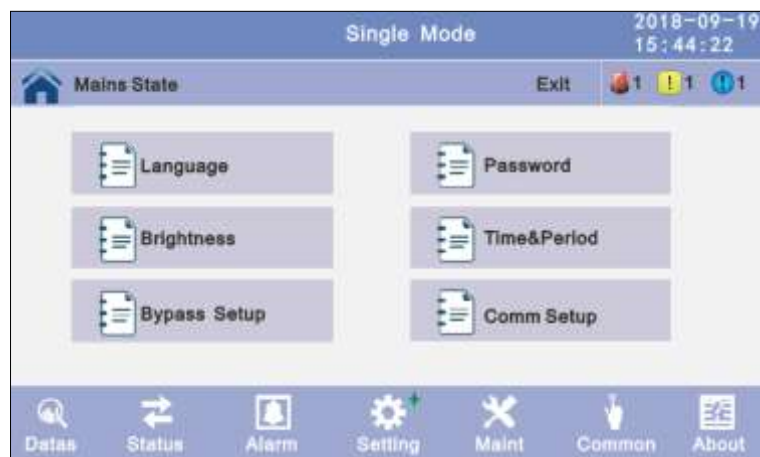 Single Mode
2018-09-19
15:44:22
Mains State
Exit
1
! 1
! 1
Language
Password
Brightness
Time&Period
Bypass Setup
Comm Setup
Datas
Status
Alarm
Setting
Maint
Common
About